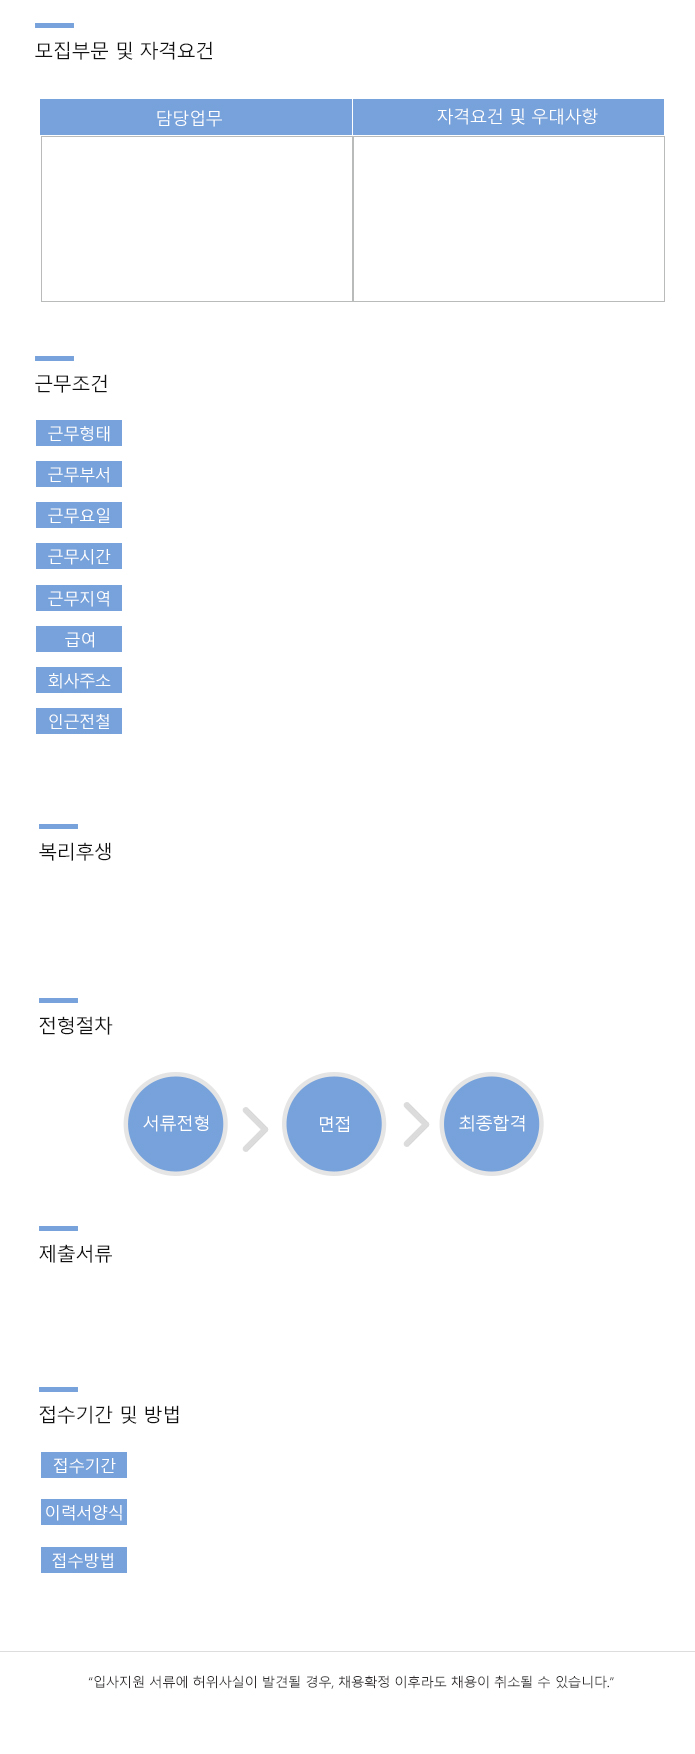 모집부문 및 자격요건
담당업무
자격요건 및 우대사항
근무조건
근무형태
근무부서
근무요일
근무시간
근무지역
급여
회사주소
인근전철
복리후생
전형절차
서류전형
면접
최종합격
제출서류
접수기간 및 방법
접수기간
이력서양식
접수방법
“입사지원 서류에 허위사실이 발견될 경우, 채용확정 이후라도 채용이 취소될 수 있습니다.”